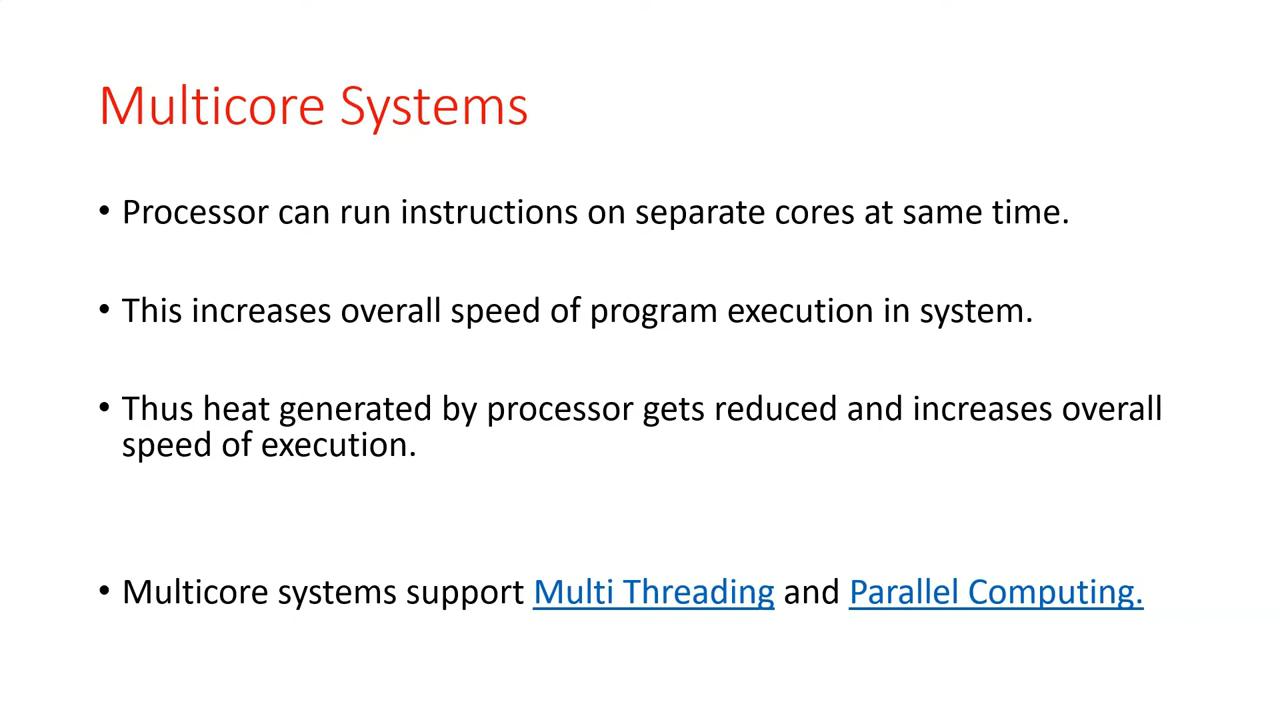 Multicore Systems
• Processor can run instructions on separate cores at same time.
• This increases overall speed of program execution in system.
• Thus heat generated by processor gets reduced and increases overall
speed of execution.
• Multicore systems support Multi Threading and Parallel Computing.